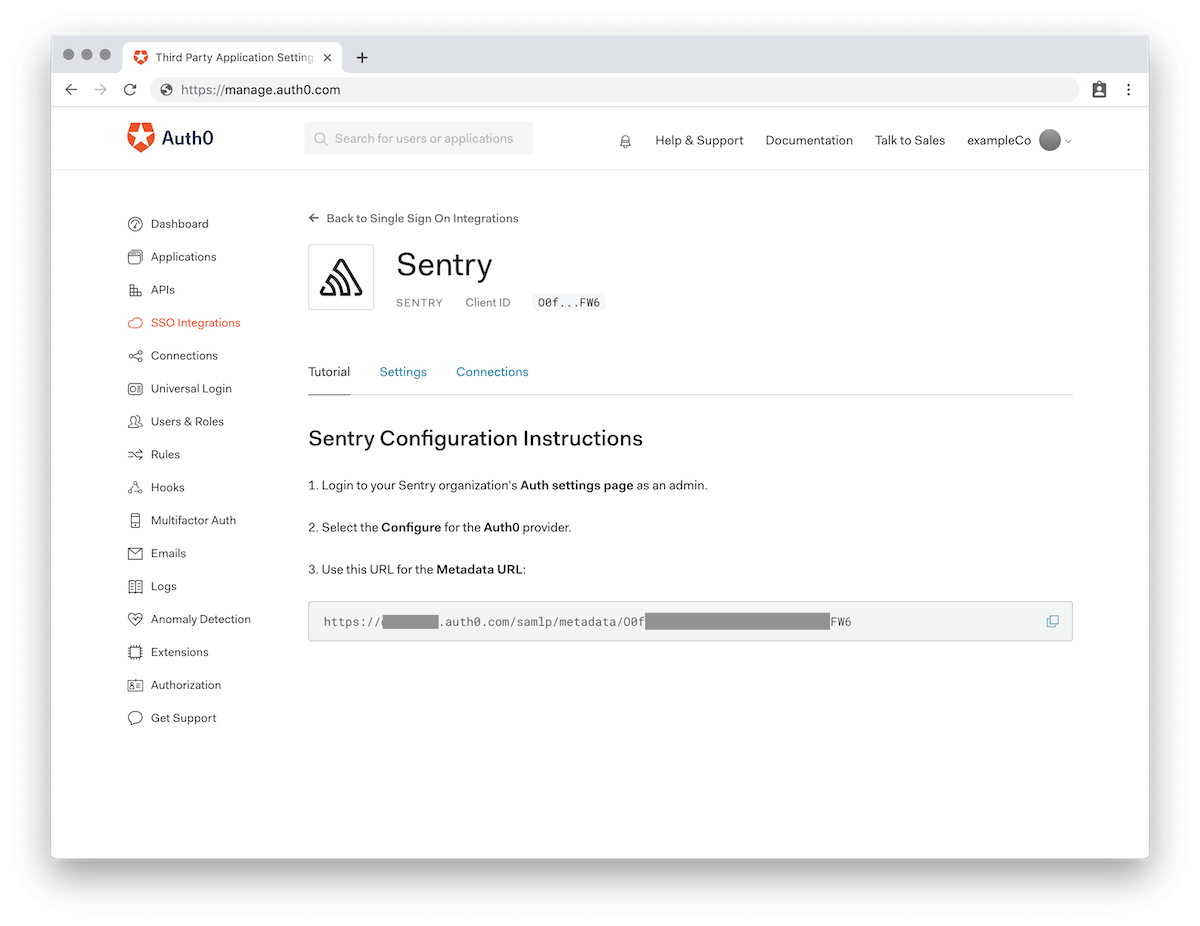 Third Party Application Setting
https://manage.auth0.com
Auth0
Search for users or applications
Help & Support
Documentation
Talk to Sales
exampleCo
Dashboard
Applications
APIs
SSO Integrations
Connections
Universal Login
Users & Roles
Rules
Hooks
Multifactor Auth
Emails
Logs
Anomaly Detection
Extensions
Authorization
Get Support
Back to Single Sign On Integrations
Sentry
SENTRY Client ID O0f...FW6
Tutorial Settings Connections
Sentry Configuration Instructions
1. Login to your Sentry organization's Auth settings page as an admin.
2. Select the Configure for the Auth0 provider.
3. Use this URL for the Metadata URL:
https:// .auth0.com/samlp/metadata/O0f FW6